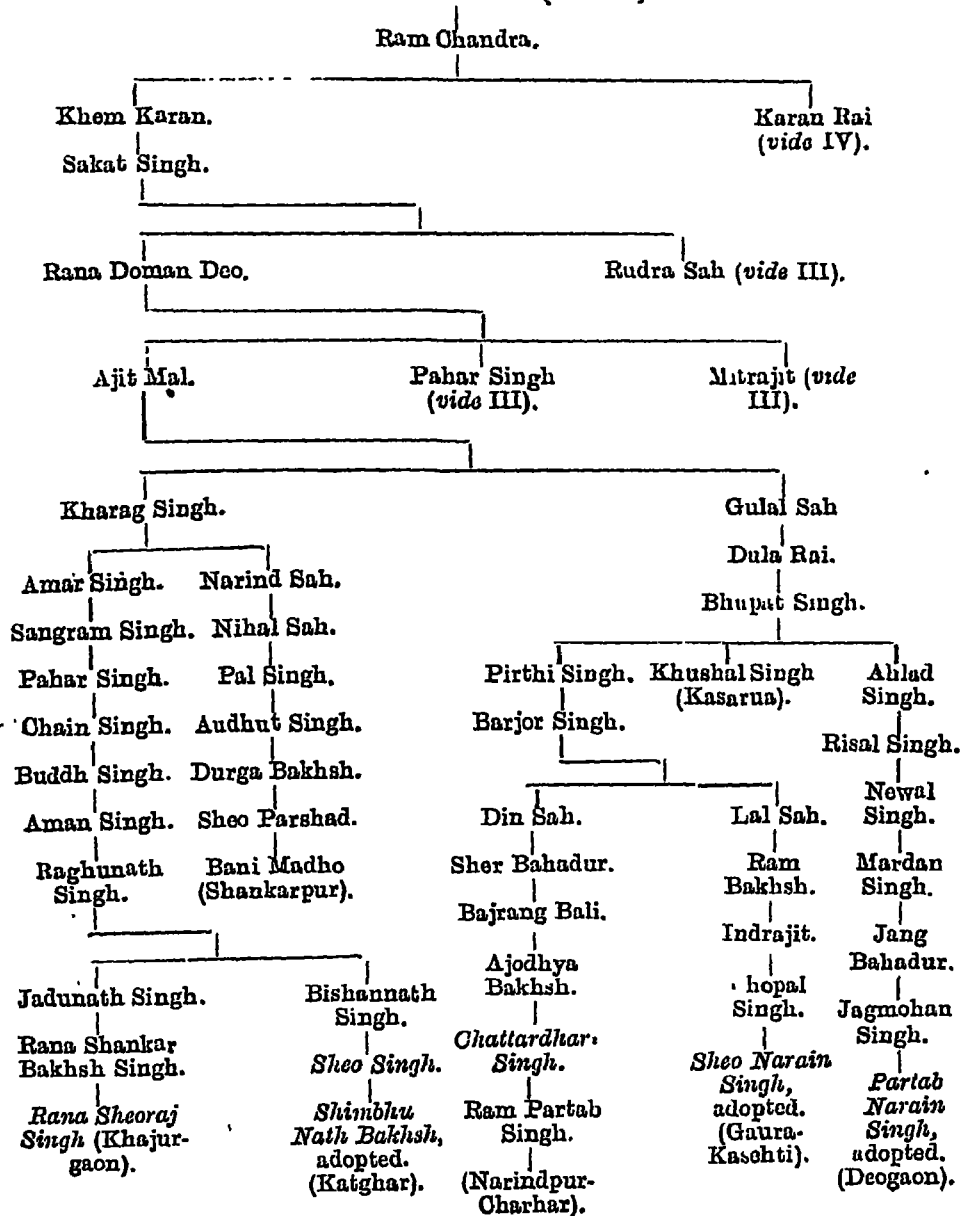 Ram Chandra.
Khem Karan.
Karan Rai
(vide IV).
Sakat Singh.
Rana Doman Deo.
Rudra Sah (vide III).
Ajit Mal.
Pahar Singh
(vide III).
Mitrajit (vide
III).
Kharag Singh.
Gulal Sah
Dula Rai.
Bhupat Singh.
Amar Singh.
Sangram Singh.
Pahar Singh.
Chain Singh.
Buddh Singh.
Aman Singh.
Raghunath
Singh.
Narind Sah.
Nihal Sah.
Pal Singh.
Audhut Singh.
Durga Bakhsh.
Sheo Parshad.
Bani Madho
(Shankarpur).
Jadunath Singh.
Rana Shankar
Bakhsh Singh.
Rana Sheoraj
Singh (Khajur-
gaon).
Bishannath
Singh.
Sheo Singh.
Shimbhu
Nath Bakhsh,
adopted.
(Katghar).
Pirthi Singh.
Barjor Singh.
Khushal Singh
(Kasarua).
Ahlad
Singh.
Risal Singh.
Newal
Singh.
Mardan
Singh.
Jang
Bahadur.
Jagmohan
Singh.
Partab
Narain
Singh,
adopted.
(Deogaon).
Din Sah.
Sher Bahadur.
Bajrang Bali.
Ajodhya
Bakhsh.
Chattardhar
Singh.
Ram Partab
Singh.
(Narindpur-
Charhar).
Lal Sah.
Ram
Bakhsh.
Indrajit.
hopal
Singh.
Sheo Narain
Singh,
adopted.
(Gaura-
Kasehti).